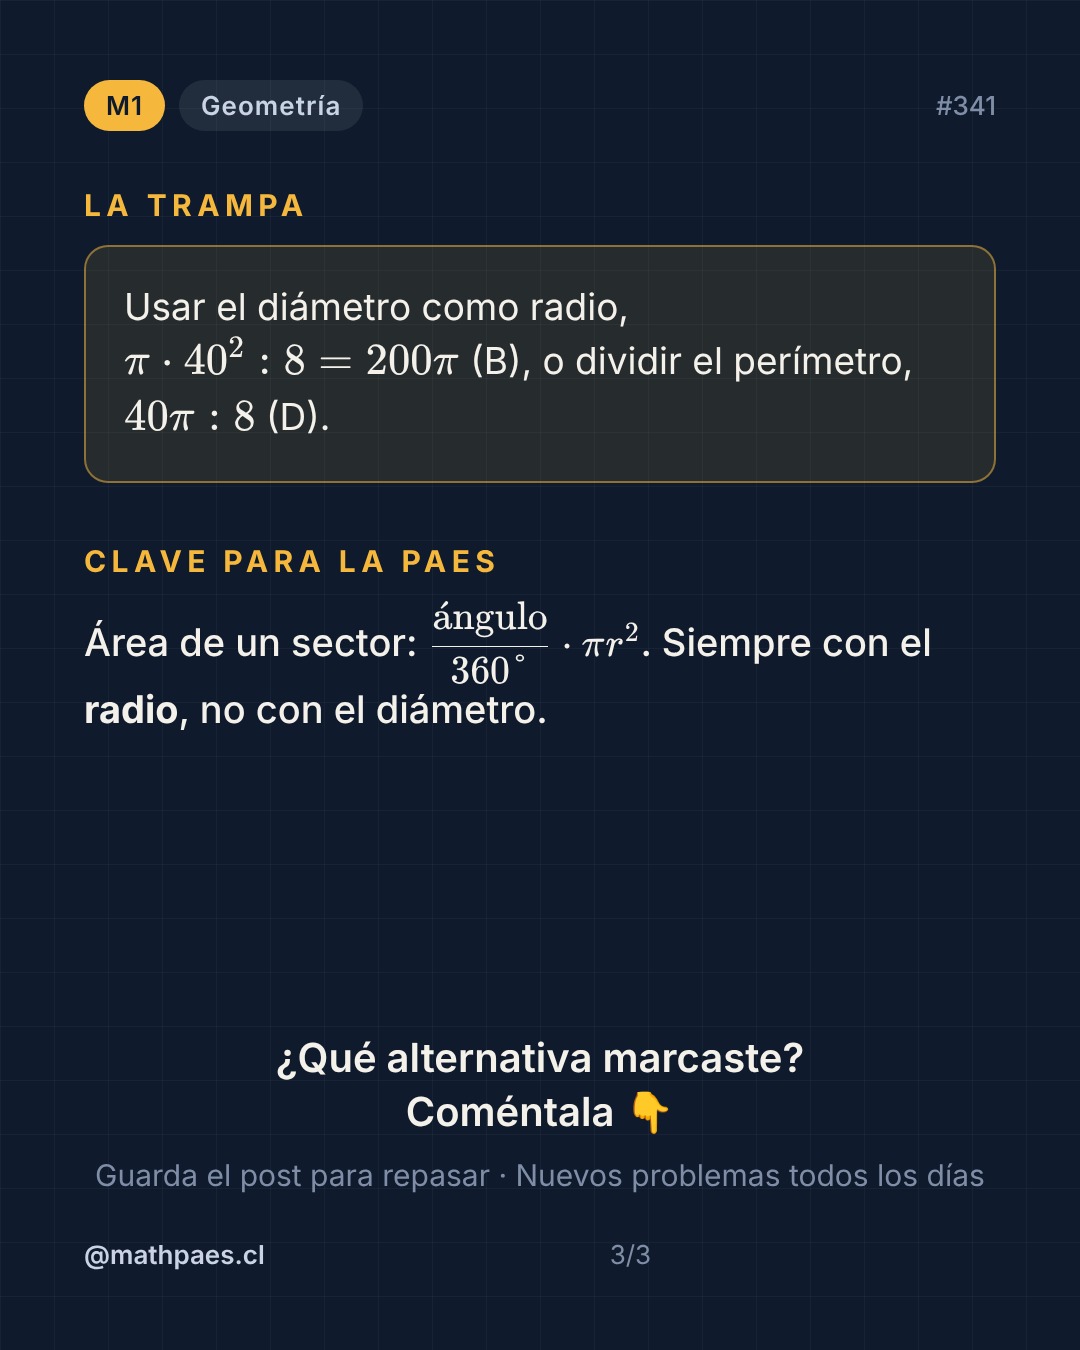 M1 Geometría #341
LA TRAMPA
Usar el diámetro como radio,
π · 40² : 8 = 200π (B), o dividir el perímetro,
40π : 8 (D).
CLAVE PARA LA PAES
Área de un sector: ángulo/360° · πr². Siempre con el
radio, no con el diámetro.
¿Qué alternativa marcaste?
Coméntala 👇
Guarda el post para repasar · Nuevos problemas todos los días
@mathpaes.cl 3/3